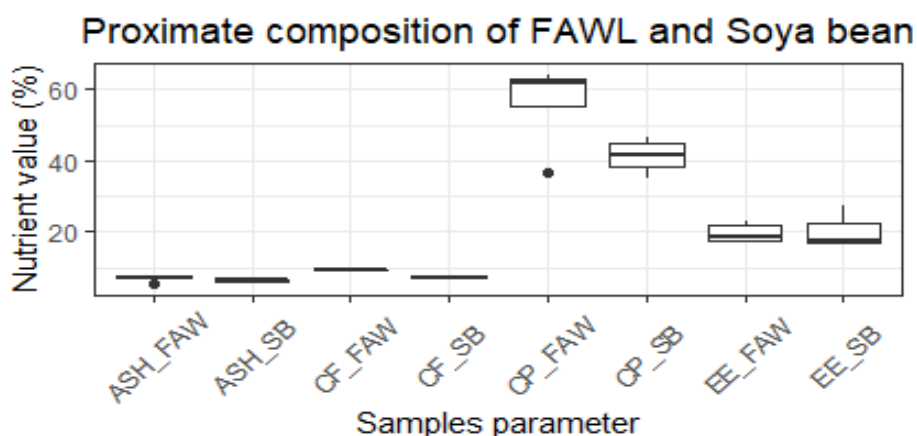 Proximate composition of FAWL and Soya bean
Nutrient value (%)
60
40
20
ASH_FAW
ASH_SB
CF_FAW
CF_SB
CP_FAW
CP_SB
EE_FAW
EE_SB
Samples parameter